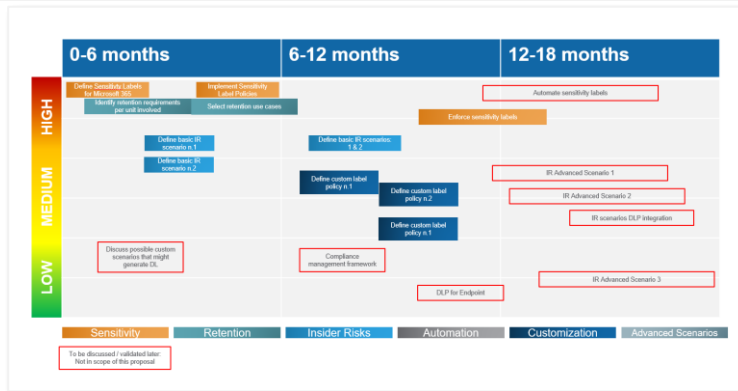 0-6 months
6-12 months
12-18 months
HIGH
MEDIUM
LOW
Define Sensitivity Labels
for Microsoft 365
Implement Sensitivity
Label Policies
Automate sensitivity labels
Identify retention requirements
per unit involved
Select retention use cases
Enforce sensitivity labels
Define basic IR
scenario n.1
Define basic IR scenarios:
1 & 2
Define basic IR
scenario n.2
Define custom label
policy n.1
IR Advanced Scenario 1
Define custom label
policy n.2
IR Advanced Scenario 2
IR scenarios DLP integration
Define custom label
policy n.1
Discuss possible custom
scenarios that might
generate DL
Compliance
management framework
IR Advanced Scenario 3
DLP for Endpoint
Sensitivity
Retention
Insider Risks
Automation
Customization
Advanced Scenarios
To be discussed / validated later:
Not in scope of this proposal